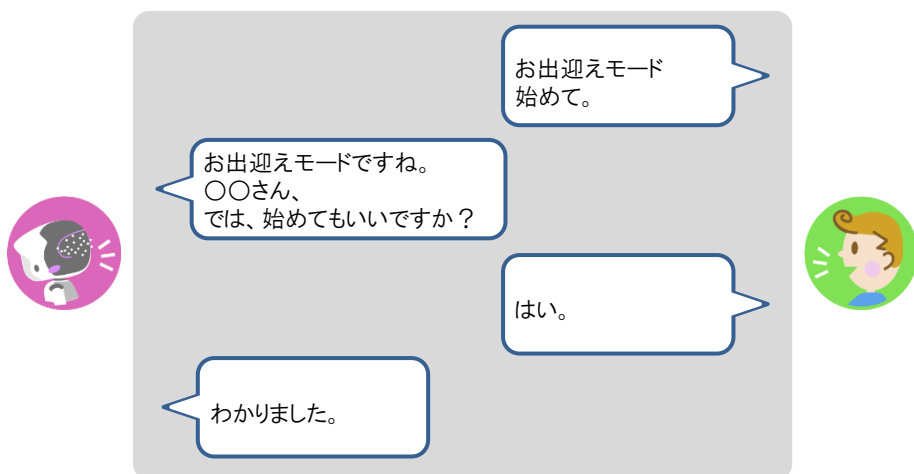 お出迎えモード
始めて。
お出迎えモードですね。
〇〇さん、
では、始めてもいいですか？
はい。
わかりました。